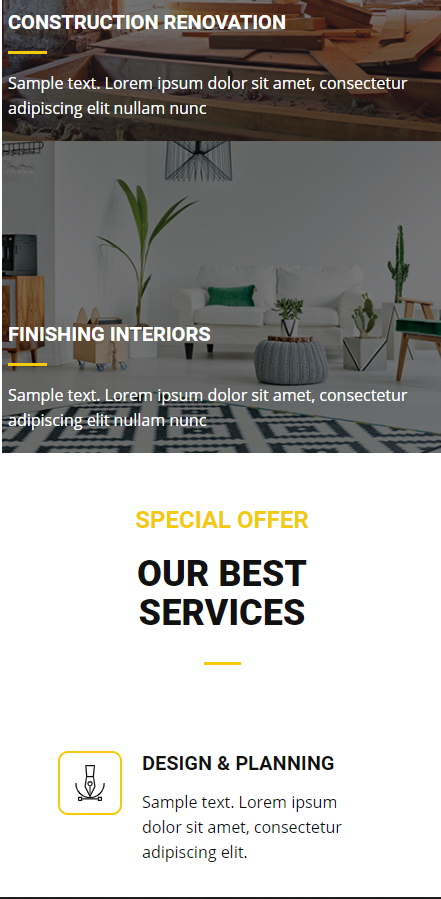 CONSTRUCTION RENOVATION
Sample text. Lorem ipsum dolor sit amet, consectetur
adipiscing elit nullam nunc
FINISHING INTERIORS
Sample text. Lorem ipsum dolor sit amet, consectetur
adipiscing elit nullam nunc
SPECIAL OFFER
OUR BEST
SERVICES
DESIGN & PLANNING
Sample text. Lorem ipsum
dolor sit amet, consectetur
adipiscing elit.